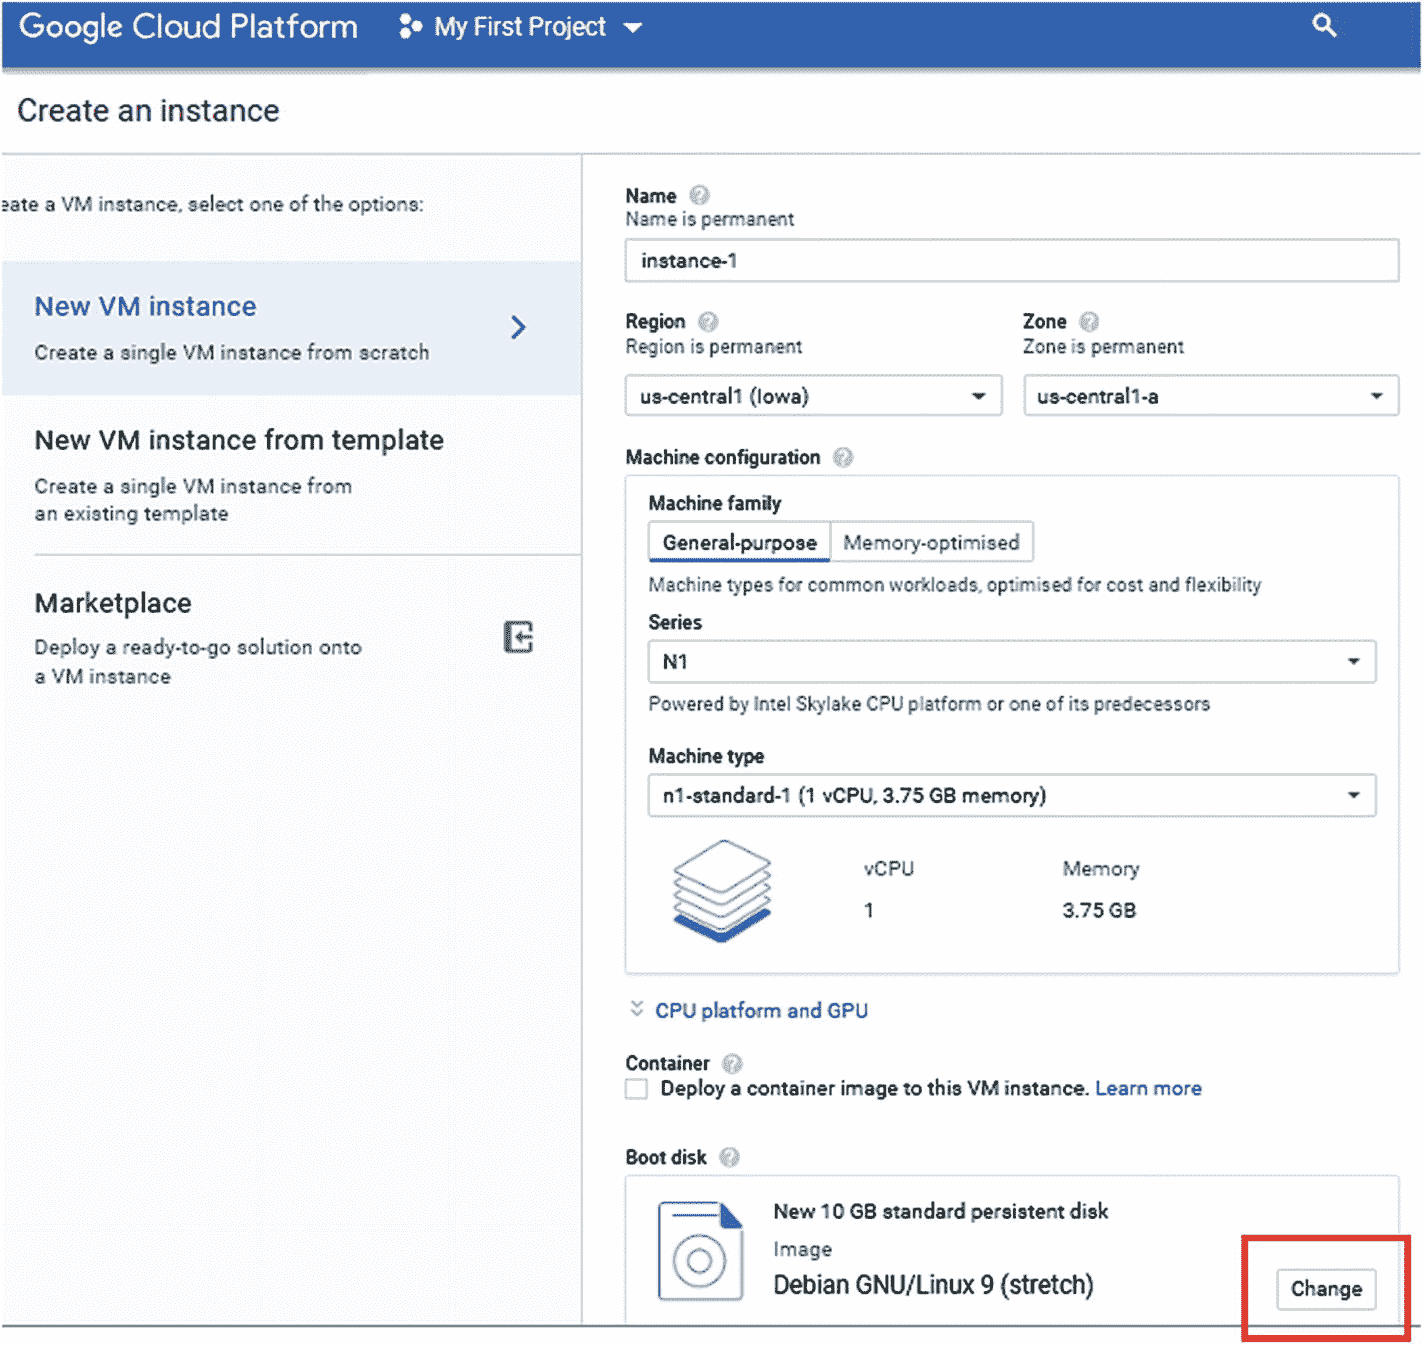 Google Cloud Platform My First Project
Create an instance
eate a VM instance, select one of the options:
New VM instance
Create a single VM instance from scratch
New VM instance from template
Create a single VM instance from
an existing template
Marketplace
Deploy a ready-to-go solution onto
a VM instance
Name
Name is permanent
instance-1
Region
Region is permanent
us-central1 (Iowa)
Zone
Zone is permanent
us-central1-a
Machine configuration
Machine family
General-purpose Memory-optimised
Machine types for common workloads, optimised for cost and flexibility
Series
N1
Powered by Intel Skylake CPU platform or one of its predecessors
Machine type
n1-standard-1 (1 vCPU, 3.75 GB memory)
vCPU Memory
1 3.75 GB
CPU platform and GPU
Container
Deploy a container image to this VM instance. Learn more
Boot disk
New 10 GB standard persistent disk
Image
Debian GNU/Linux 9 (stretch)
Change